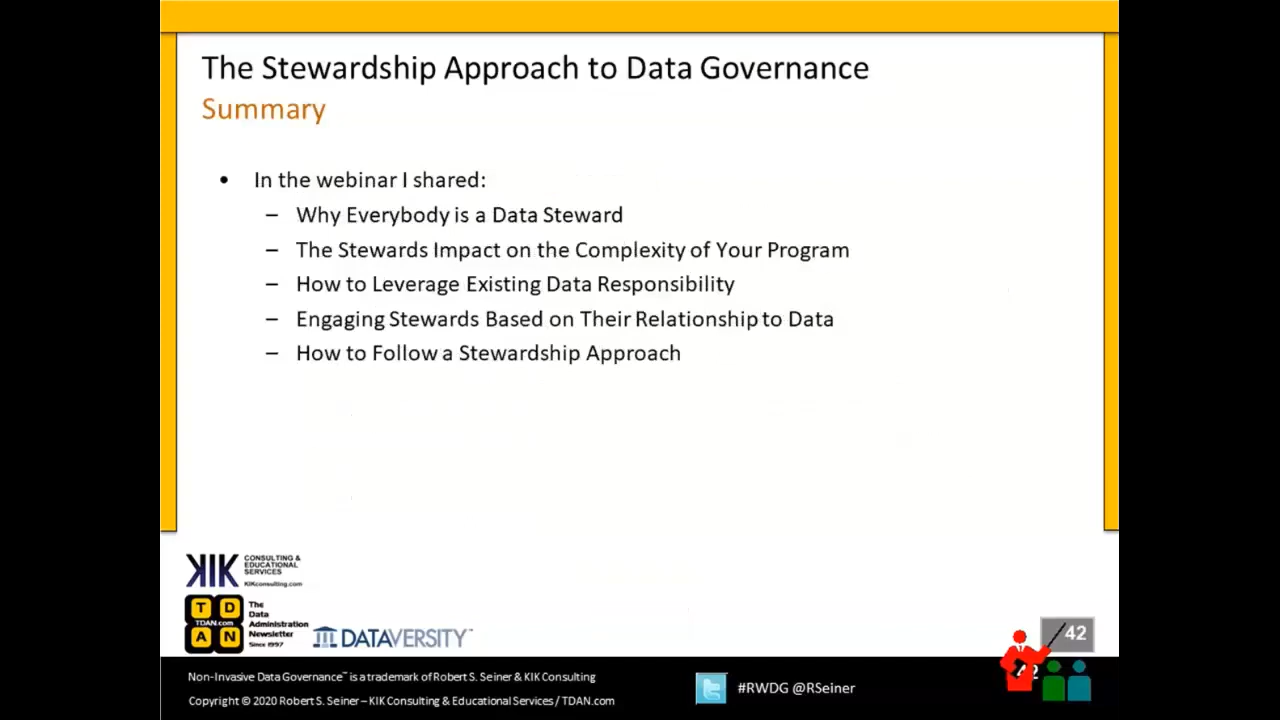 The Stewardship Approach to Data Governance
Summary
• In the webinar I shared:
– Why Everybody is a Data Steward
– The Stewards Impact on the Complexity of Your Program
– How to Leverage Existing Data Responsibility
– Engaging Stewards Based on Their Relationship to Data
– How to Follow a Stewardship Approach
KIK
CONSULTING &
EDUCATIONAL
SERVICES
KIKconsulting.com
T D
TDAN.com
A N
The
Data
Administration
Newsletter
Since 1997
DATAVERSITY™
42
Non-Invasive Data Governance™ is a trademark of Robert S. Seiner & KIK Consulting
Copyright © 2020 Robert S. Seiner – KIK Consulting & Educational Services / TDAN.com
#RWDG @RSeiner